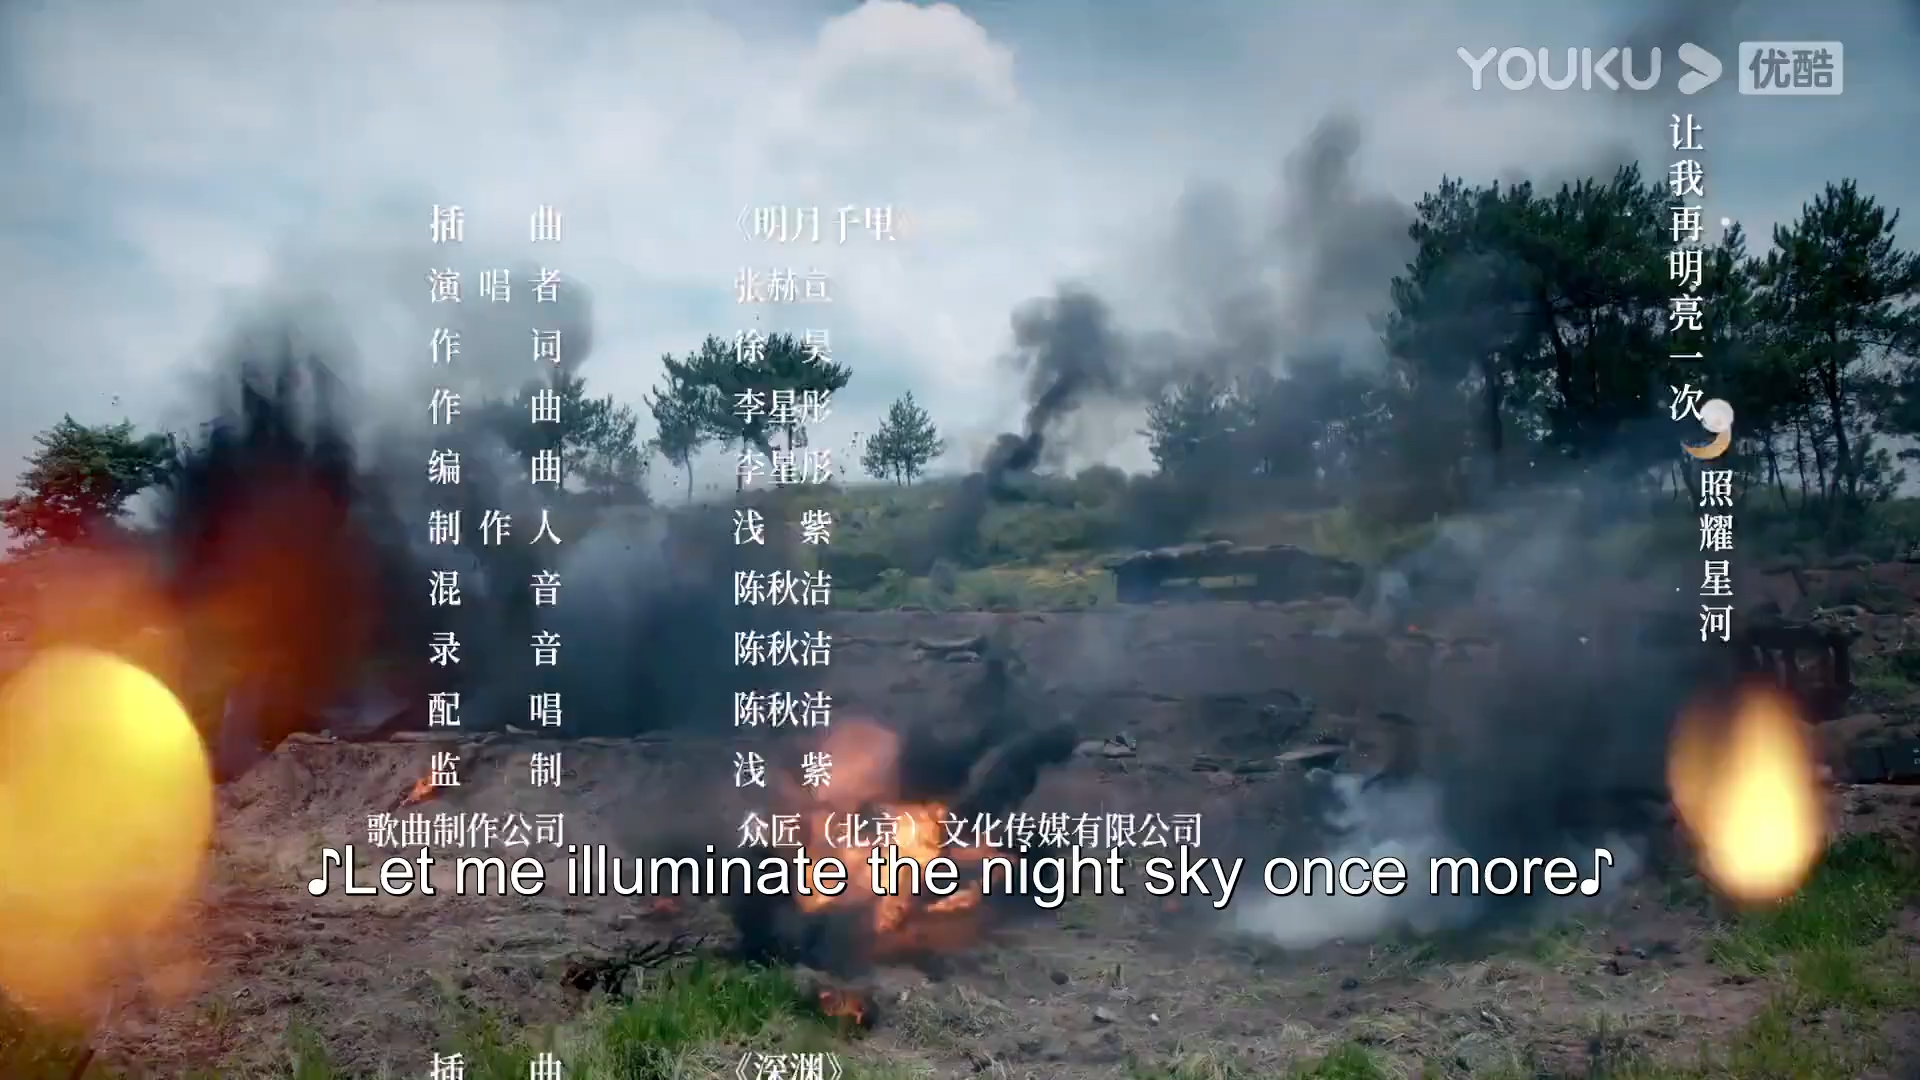 YOUKU 优酷
让我再明亮一次
照耀星河
插曲 《明月千里》
演唱者 张赫宣
作词 徐昊
作曲 李星彤
编曲 李星彤
制作人 浅紫
混音 陈秋洁
录音 陈秋洁
配唱 陈秋洁
监制 浅紫
歌曲制作公司 众匠（北京）文化传媒有限公司
♪Let me illuminate the night sky once more♪
插曲 《深渊》